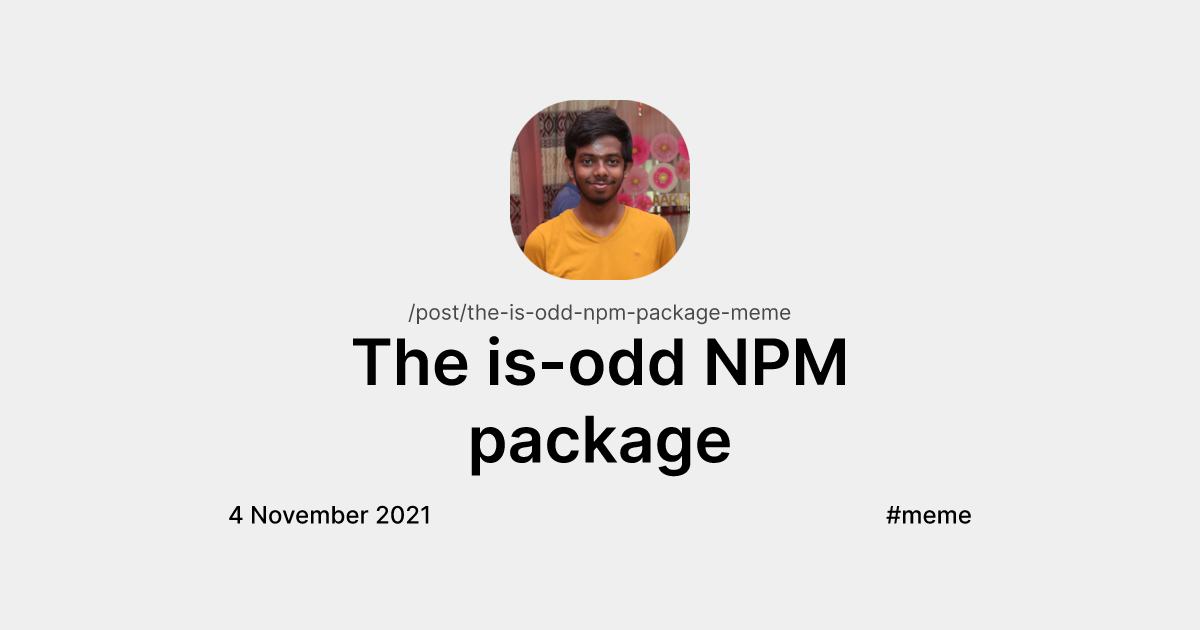 /post/the-is-odd-npm-package-meme
The is-odd NPM
package
4 November 2021
#meme